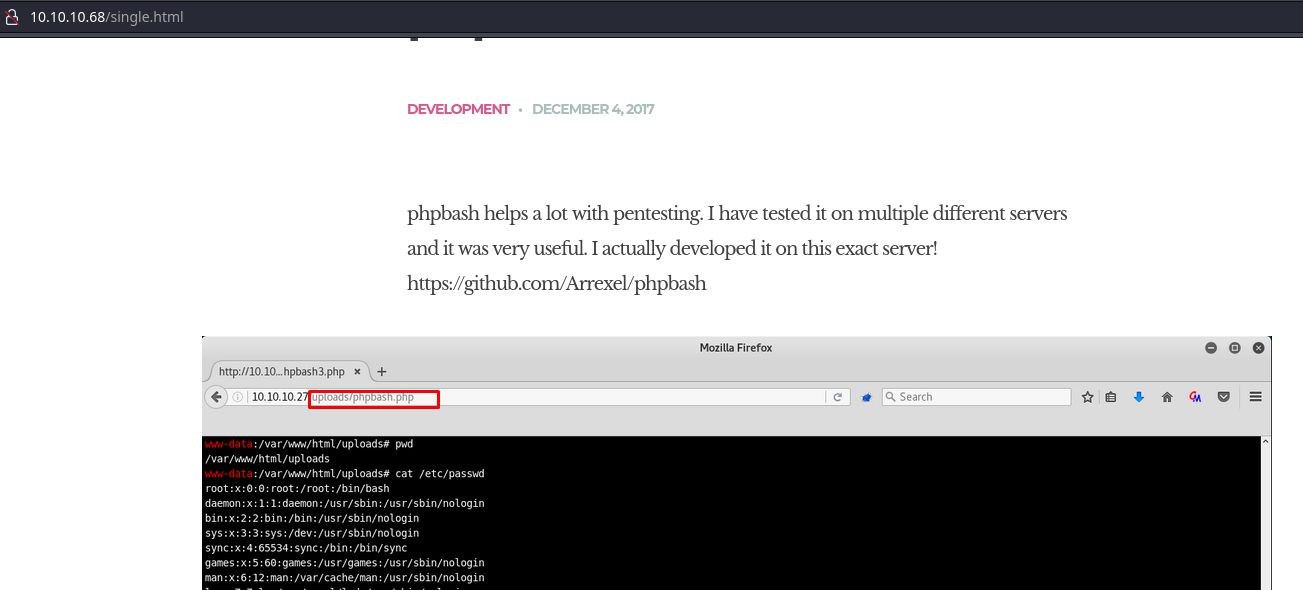 10.10.10.68/single.html
DEVELOPMENT • DECEMBER 4, 2017
phpbash helps a lot with pentesting. I have tested it on multiple different servers
and it was very useful. I actually developed it on this exact server!
https://github.com/Arrexel/phpbash
Mozilla Firefox
http://10.10...hpbash3.php
10.10.10.27/uploads/phpbash.php
Search
www-data:/var/www/html/uploads# pwd
/var/www/html/uploads
www-data:/var/www/html/uploads# cat /etc/passwd
root:x:0:0:root:/root:/bin/bash
daemon:x:1:1:daemon:/usr/sbin:/usr/sbin/nologin
bin:x:2:2:bin:/bin:/usr/sbin/nologin
sys:x:3:3:sys:/dev:/usr/sbin/nologin
sync:x:4:65534:sync:/bin:/bin/sync
games:x:5:60:games:/usr/games:/usr/sbin/nologin
man:x:6:12:man:/var/cache/man:/usr/sbin/nologin